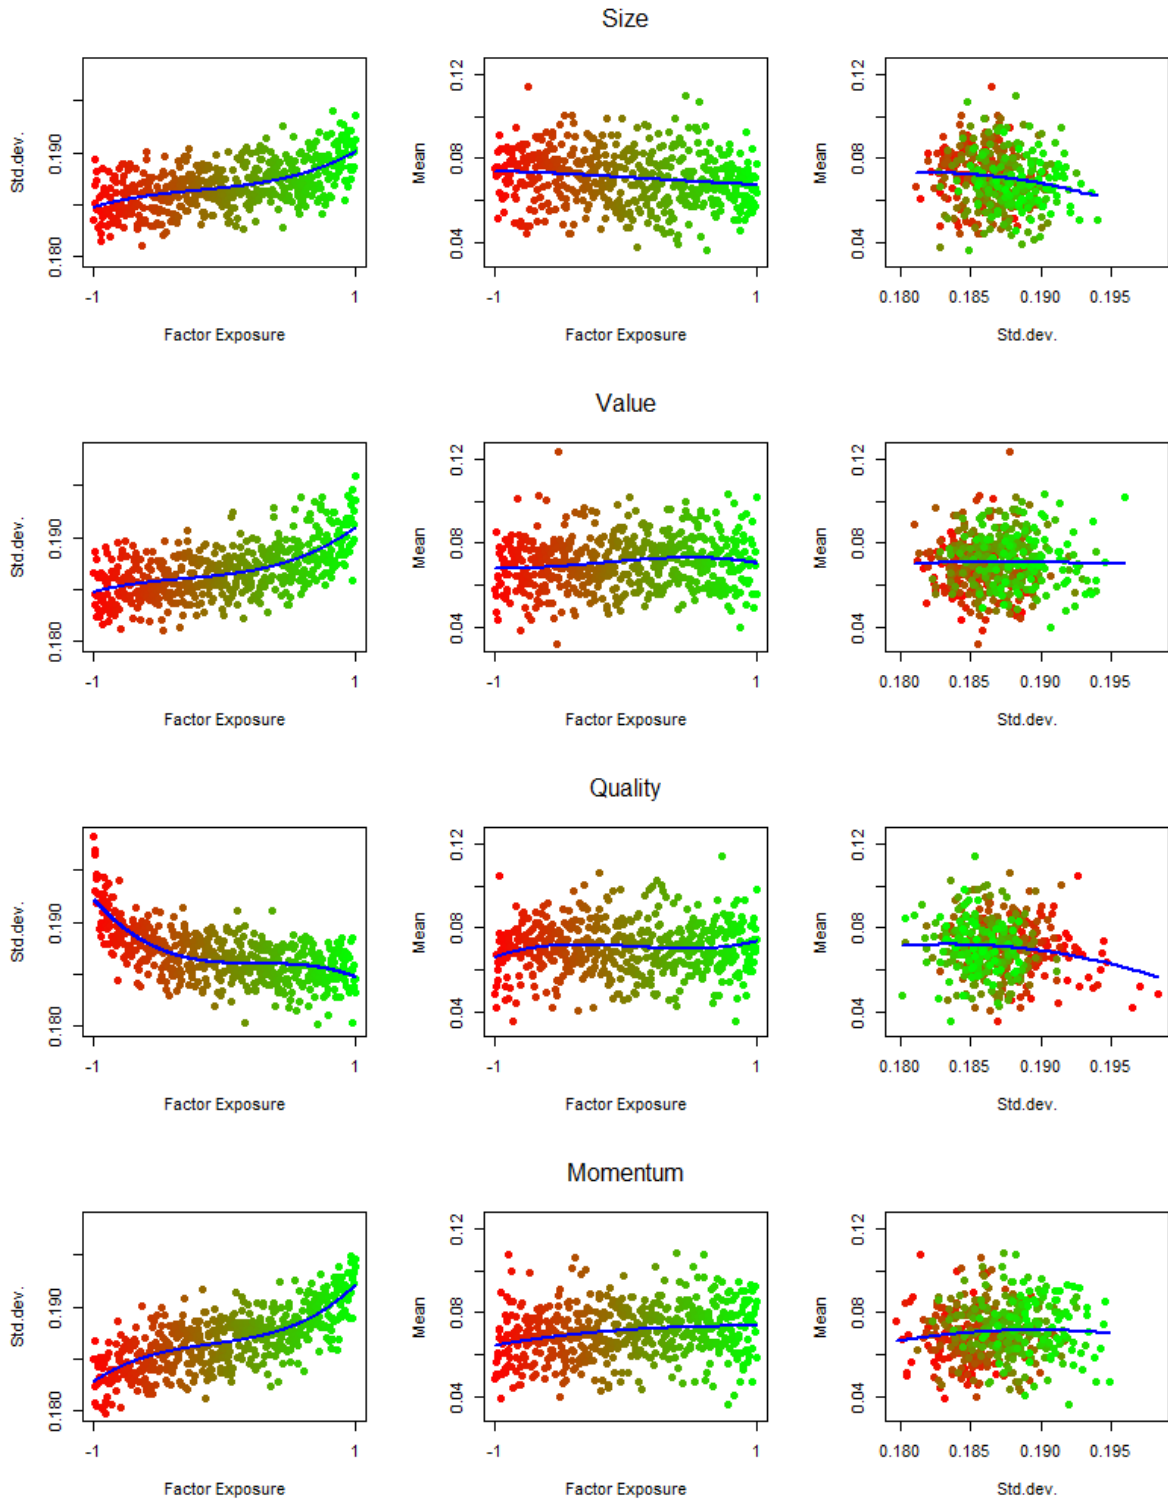 Size
Std.dev.
0.180 0.190
-1 1
Factor Exposure
Mean
0.04 0.08 0.12
-1 1
Factor Exposure
Mean
0.04 0.08 0.12
0.180 0.185 0.190 0.195
Std.dev.
Value
Std.dev.
0.180 0.190
-1 1
Factor Exposure
Mean
0.04 0.08 0.12
-1 1
Factor Exposure
Mean
0.04 0.08 0.12
0.180 0.185 0.190 0.195
Std.dev.
Quality
Std.dev.
0.180 0.190
-1 1
Factor Exposure
Mean
0.04 0.08 0.12
-1 1
Factor Exposure
Mean
0.04 0.08 0.12
0.180 0.185 0.190 0.195
Std.dev.
Momentum
Std.dev.
0.180 0.190
-1 1
Factor Exposure
Mean
0.04 0.08 0.12
-1 1
Factor Exposure
Mean
0.04 0.08 0.12
0.180 0.185 0.190 0.195
Std.dev.